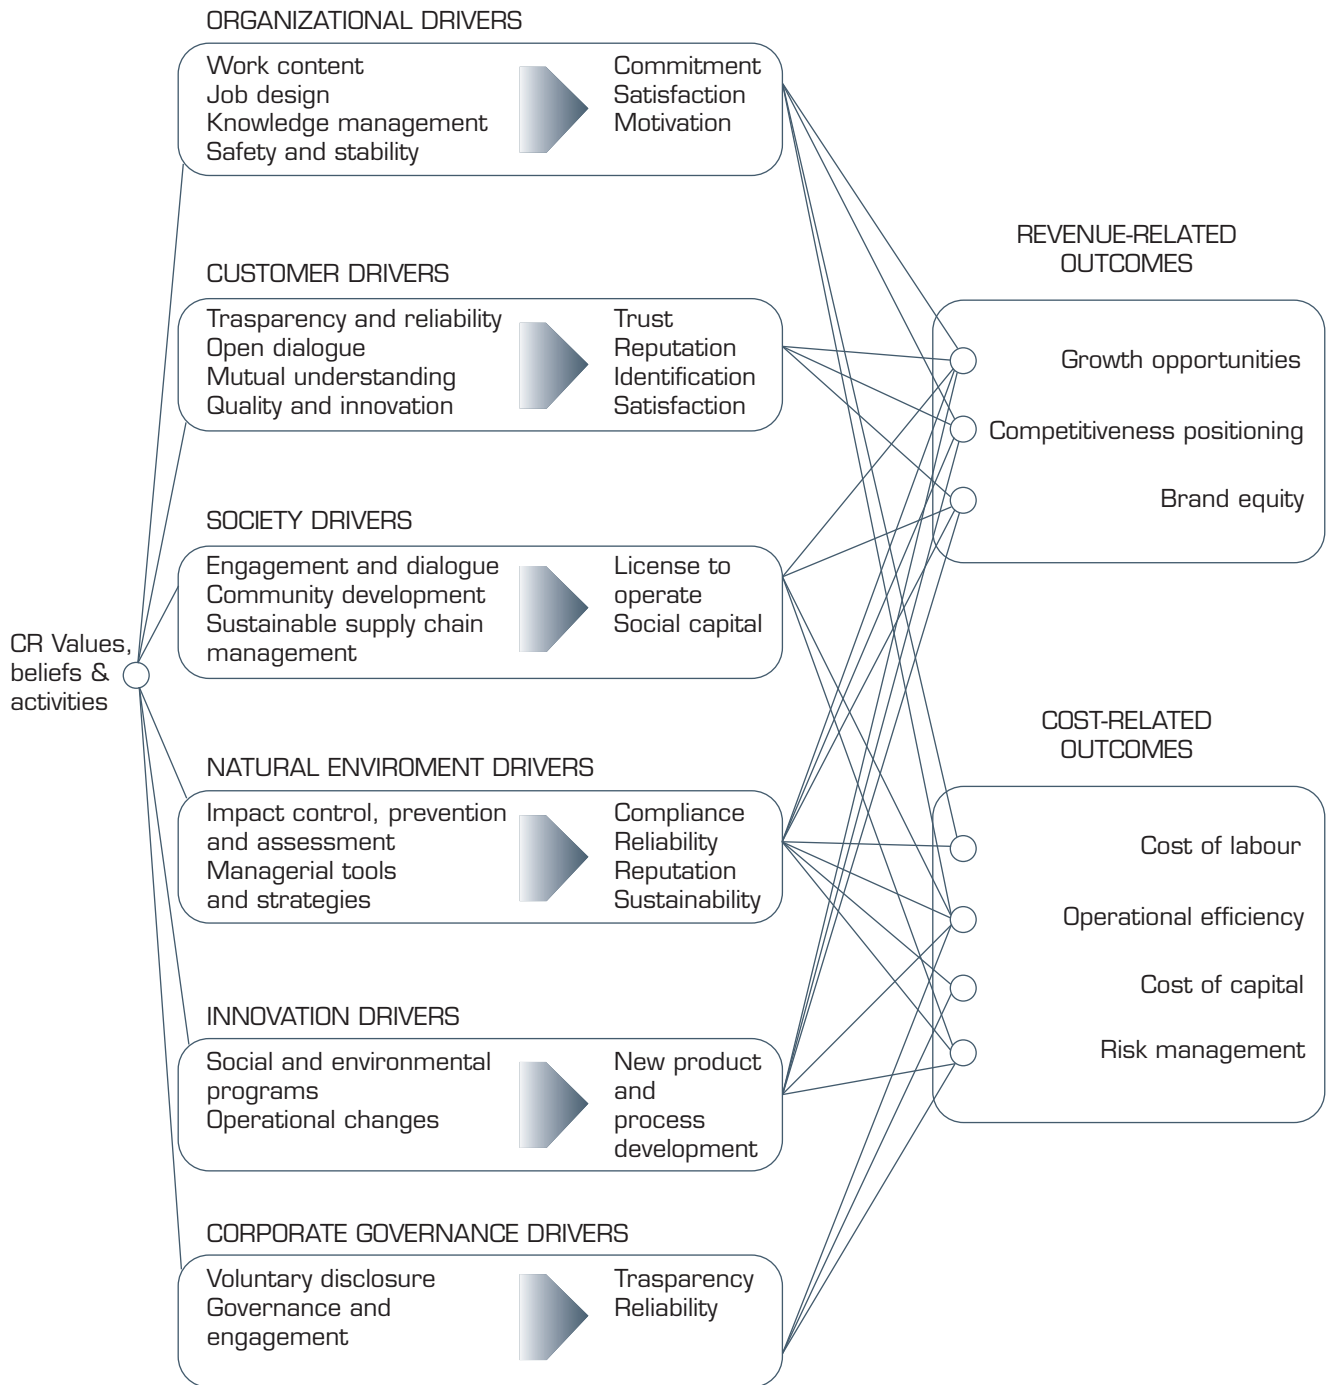 ORGANIZATIONAL DRIVERS
Work content
Job design
Knowledge management
Safety and stability
Commitment
Satisfaction
Motivation
CUSTOMER DRIVERS
Trasparency and reliability
Open dialogue
Mutual understanding
Quality and innovation
Trust
Reputation
Identification
Satisfaction
SOCIETY DRIVERS
Engagement and dialogue
Community development
Sustainable supply chain
management
License to
operate
Social capital
CR Values,
beliefs &
activities
NATURAL ENVIROMENT DRIVERS
Impact control, prevention
and assessment
Managerial tools
and strategies
Compliance
Reliability
Reputation
Sustainability
INNOVATION DRIVERS
Social and environmental
programs
Operational changes
New product
and
process
development
CORPORATE GOVERNANCE DRIVERS
Voluntary disclosure
Governance and
engagement
Trasparency
Reliability
REVENUE-RELATED
OUTCOMES
Growth opportunities
Competitiveness positioning
Brand equity
COST-RELATED
OUTCOMES
Cost of labour
Operational efficiency
Cost of capital
Risk management